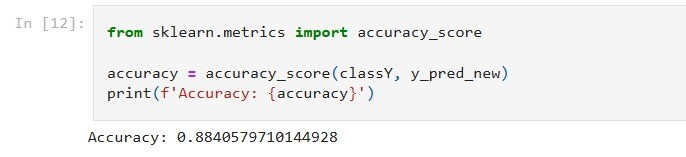 In [12]:
from sklearn.metrics import accuracy_score
accuracy = accuracy_score(classY, y_pred_new)
print(f'Accuracy: {accuracy}')
Accuracy: 0.8840579710144928